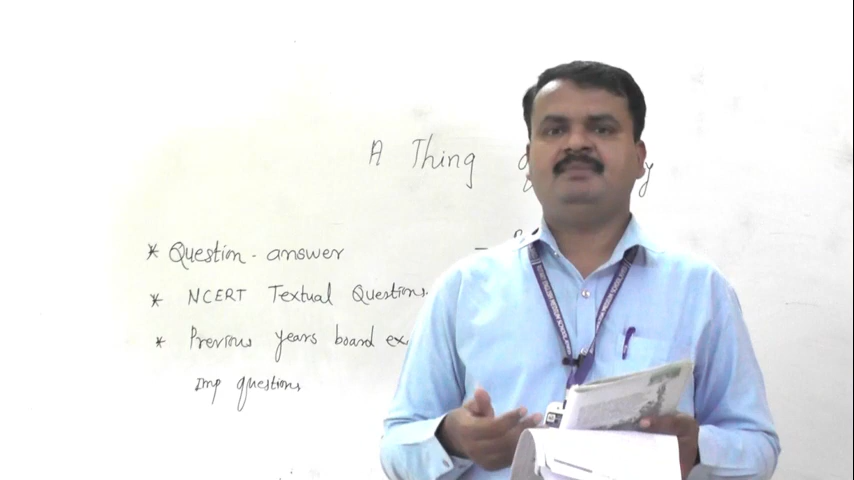 A Thing
* Question - answer
* NCERT Textual Questions.
* Previous years board ex
Imp questions